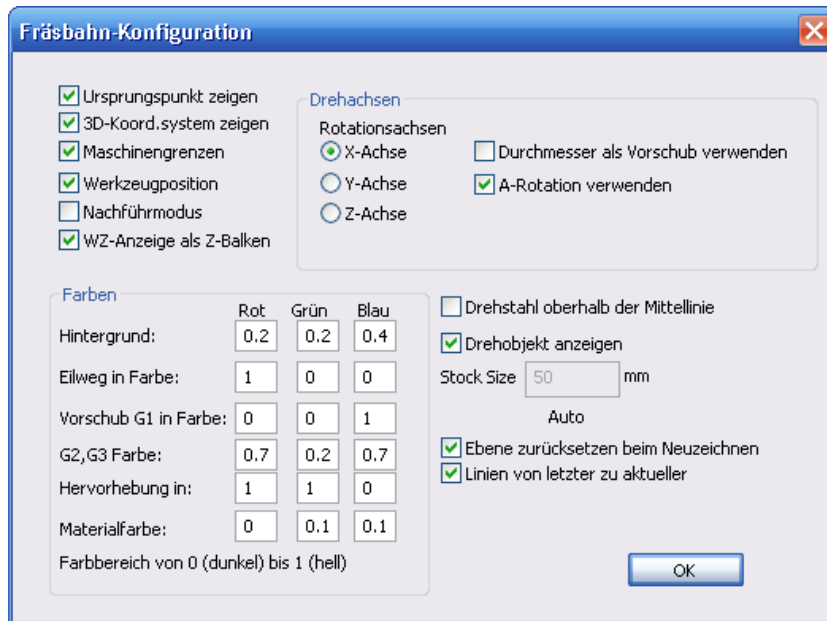 Fräsbahn-Konfiguration
Ursprungspunkt zeigen
3D-Koord.system zeigen
Maschinengrenzen
Werkzeugposition
Nachführmodus
WZ-Anzeige als Z-Balken
Drehachsen
Rotationsachsen
X-Achse
Y-Achse
Z-Achse
Durchmesser als Vorschub verwenden
A-Rotation verwenden
Farben
Rot Grün Blau
Hintergrund: 0.2 0.2 0.4
Eilweg in Farbe: 1 0 0
Vorschub G1 in Farbe: 0 0 1
G2,G3 Farbe: 0.7 0.2 0.7
Hervorhebung in: 1 1 0
Materialfarbe: 0 0.1 0.1
Farbbereich von 0 (dunkel) bis 1 (hell)
Drehstahl oberhalb der Mittellinie
Drehobjekt anzeigen
Stock Size 50 mm
Auto
Ebene zurücksetzen beim Neuzeichnen
Linien von letzter zu aktueller
OK